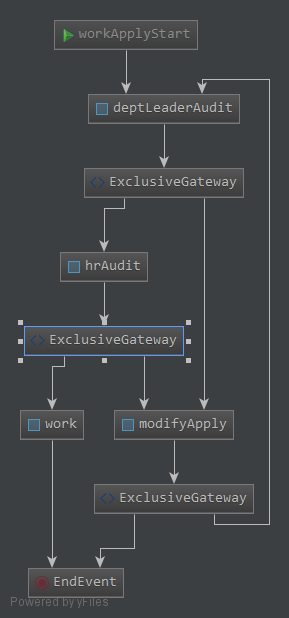 workApplyStart
deptLeaderAudit
ExclusiveGateway
hrAudit
ExclusiveGateway
work
modifyApply
ExclusiveGateway
EndEvent
Powered by yFiles